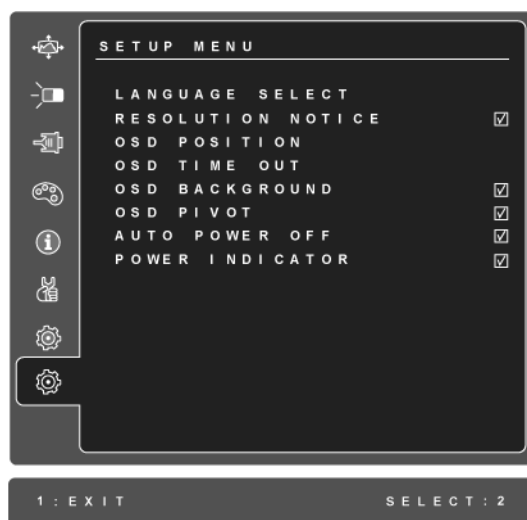 SETUP MENU
LANGUAGE SELECT
RESOLUTION NOTICE
OSD POSITION
OSD TIME OUT
OSD BACKGROUND
OSD PIVOT
AUTO POWER OFF
POWER INDICATOR
1:EXIT SELECT:2